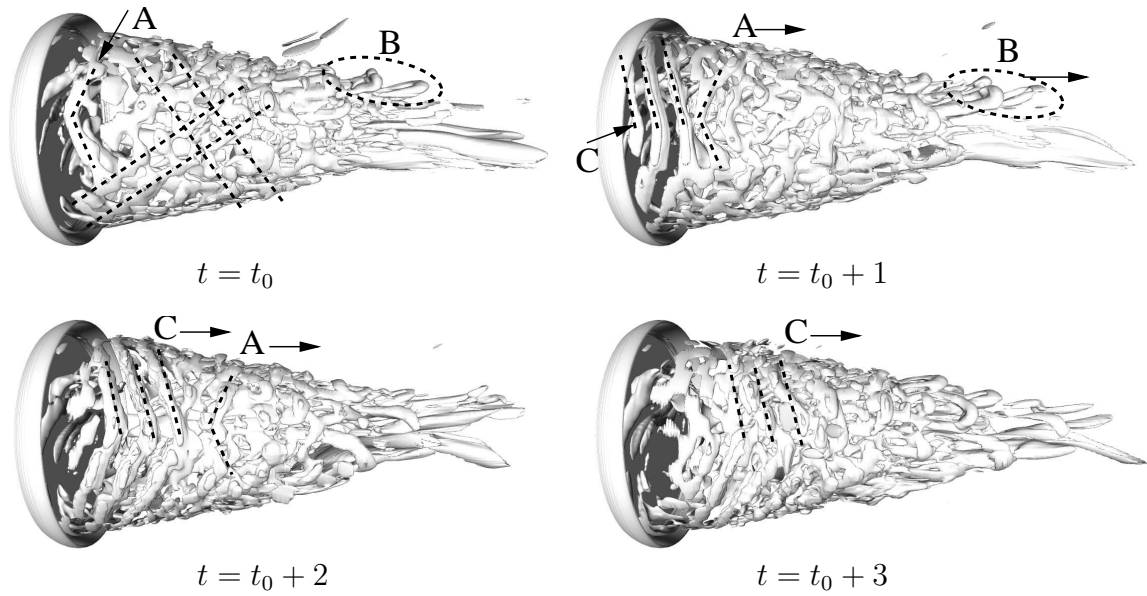 A
B
t = t₀
A
B
C
t = t₀ + 1
C
A
t = t₀ + 2
C
t = t₀ + 3